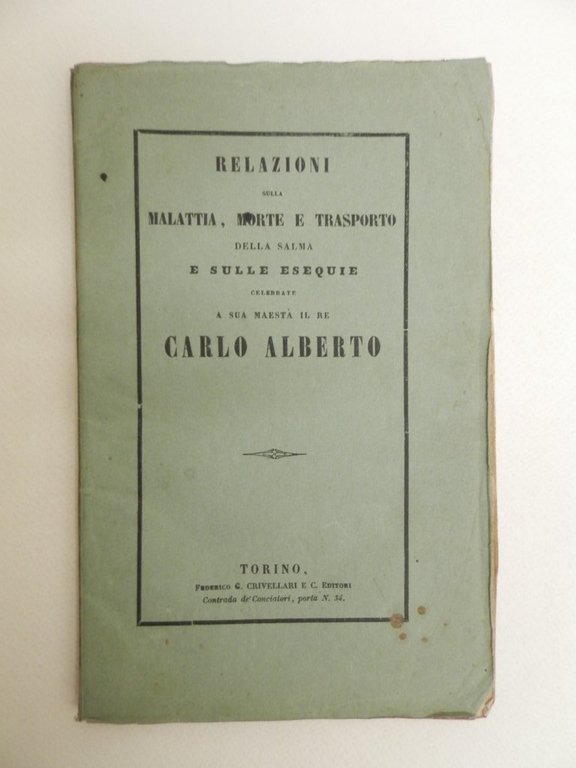 RELAZIONI
SULLA
MALATTIA, MORTE E TRASPORTO
DELLA SALMA
E SULLE ESEQUIE
CELEBRATE
A SUA MAESTÀ IL RE
CARLO ALBERTO
TORINO,
FEDERICO G. CRIVELLARI E C. EDITORI
Contrada de' Conciatori, porta N. 34.